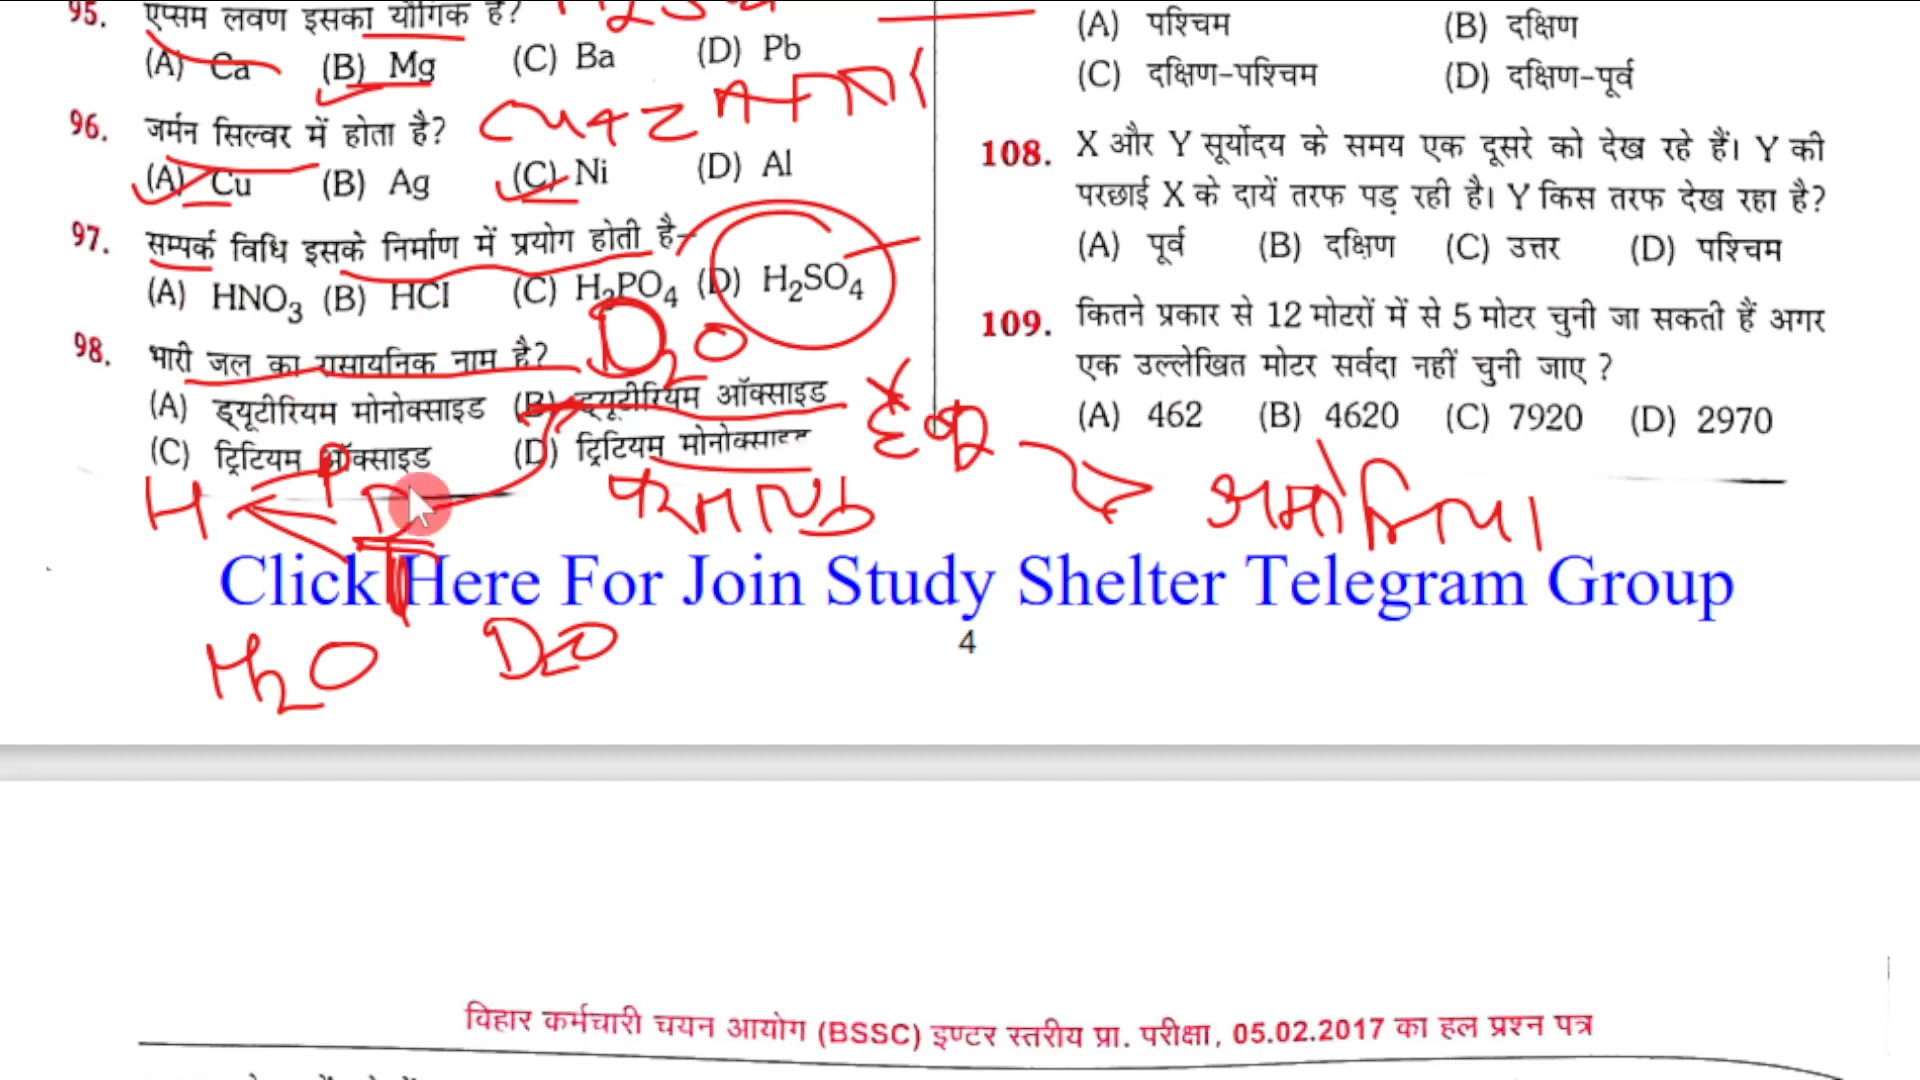 95. एप्सम लवण इसका यौगिक है?
(A) Ca (B) Mg (C) Ba (D) Pb
96. जर्मन सिल्वर में होता है?
(A) Cu (B) Ag (C) Ni (D) Al
97. सम्पर्क विधि इसके निर्माण में प्रयोग होती है-
(A) HNO₃ (B) HCl (C) H₃PO₄ (D) H₂SO₄
98. भारी जल का रासायनिक नाम है?
D₂O
(A) ड्यूटीरियम मोनोक्साइड (B) ड्यूटीरियम ऑक्साइड
(C) ट्रिटियम ऑक्साइड (D) ट्रिटियम मोनोक्साइड
H P D T
परमाणु
H₂O D₂O
(A) पश्चिम (B) दक्षिण
(C) दक्षिण-पश्चिम (D) दक्षिण-पूर्व
108. X और Y सूर्योदय के समय एक दूसरे को देख रहे हैं। Y की
परछाई X के दायें तरफ पड़ रही है। Y किस तरफ देख रहा है?
(A) पूर्व (B) दक्षिण (C) उत्तर (D) पश्चिम
109. कितने प्रकार से 12 मोटरों में से 5 मोटर चुनी जा सकती हैं अगर
एक उल्लेखित मोटर सर्वदा नहीं चुनी जाए ?
(A) 462 (B) 4620 (C) 7920 (D) 2970
अमोनिया
Click Here For Join Study Shelter Telegram Group
4
विहार कर्मचारी चयन आयोग (BSSC) इण्टर स्तरीय प्रा. परीक्षा, 05.02.2017 का हल प्रश्न पत्र